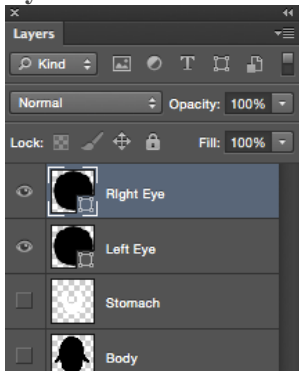 Layers
Kind
Normal Opacity: 100%
Lock: Fill: 100%
RIght Eye
Left Eye
Stomach
Body